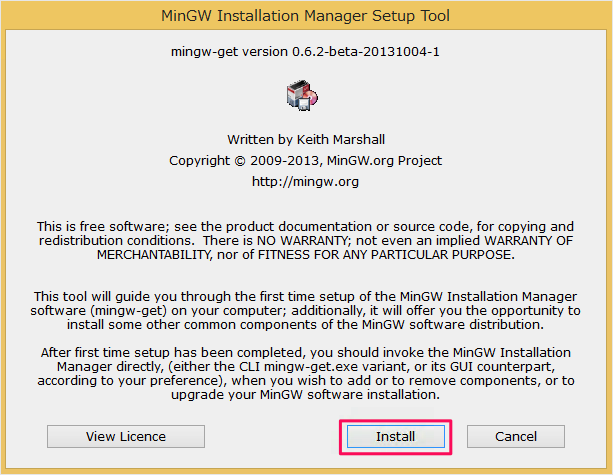 MinGW Installation Manager Setup Tool
mingw-get version 0.6.2-beta-20131004-1
Written by Keith Marshall
Copyright © 2009-2013, MinGW.org Project
http://mingw.org
This is free software; see the product documentation or source code, for copying and
redistribution conditions.  There is NO WARRANTY; not even an implied WARRANTY OF
MERCHANTABILITY, nor of FITNESS FOR ANY PARTICULAR PURPOSE.
This tool will guide you through the first time setup of the MinGW Installation Manager
software (mingw-get) on your computer; additionally, it will offer you the opportunity to
install some other common components of the MinGW software distribution.
After first time setup has been completed, you should invoke the MinGW Installation
Manager directly, (either the CLI mingw-get.exe variant, or its GUI counterpart,
according to your preference), when you wish to add or to remove components, or to
upgrade your MinGW software installation.
View Licence
Install
Cancel